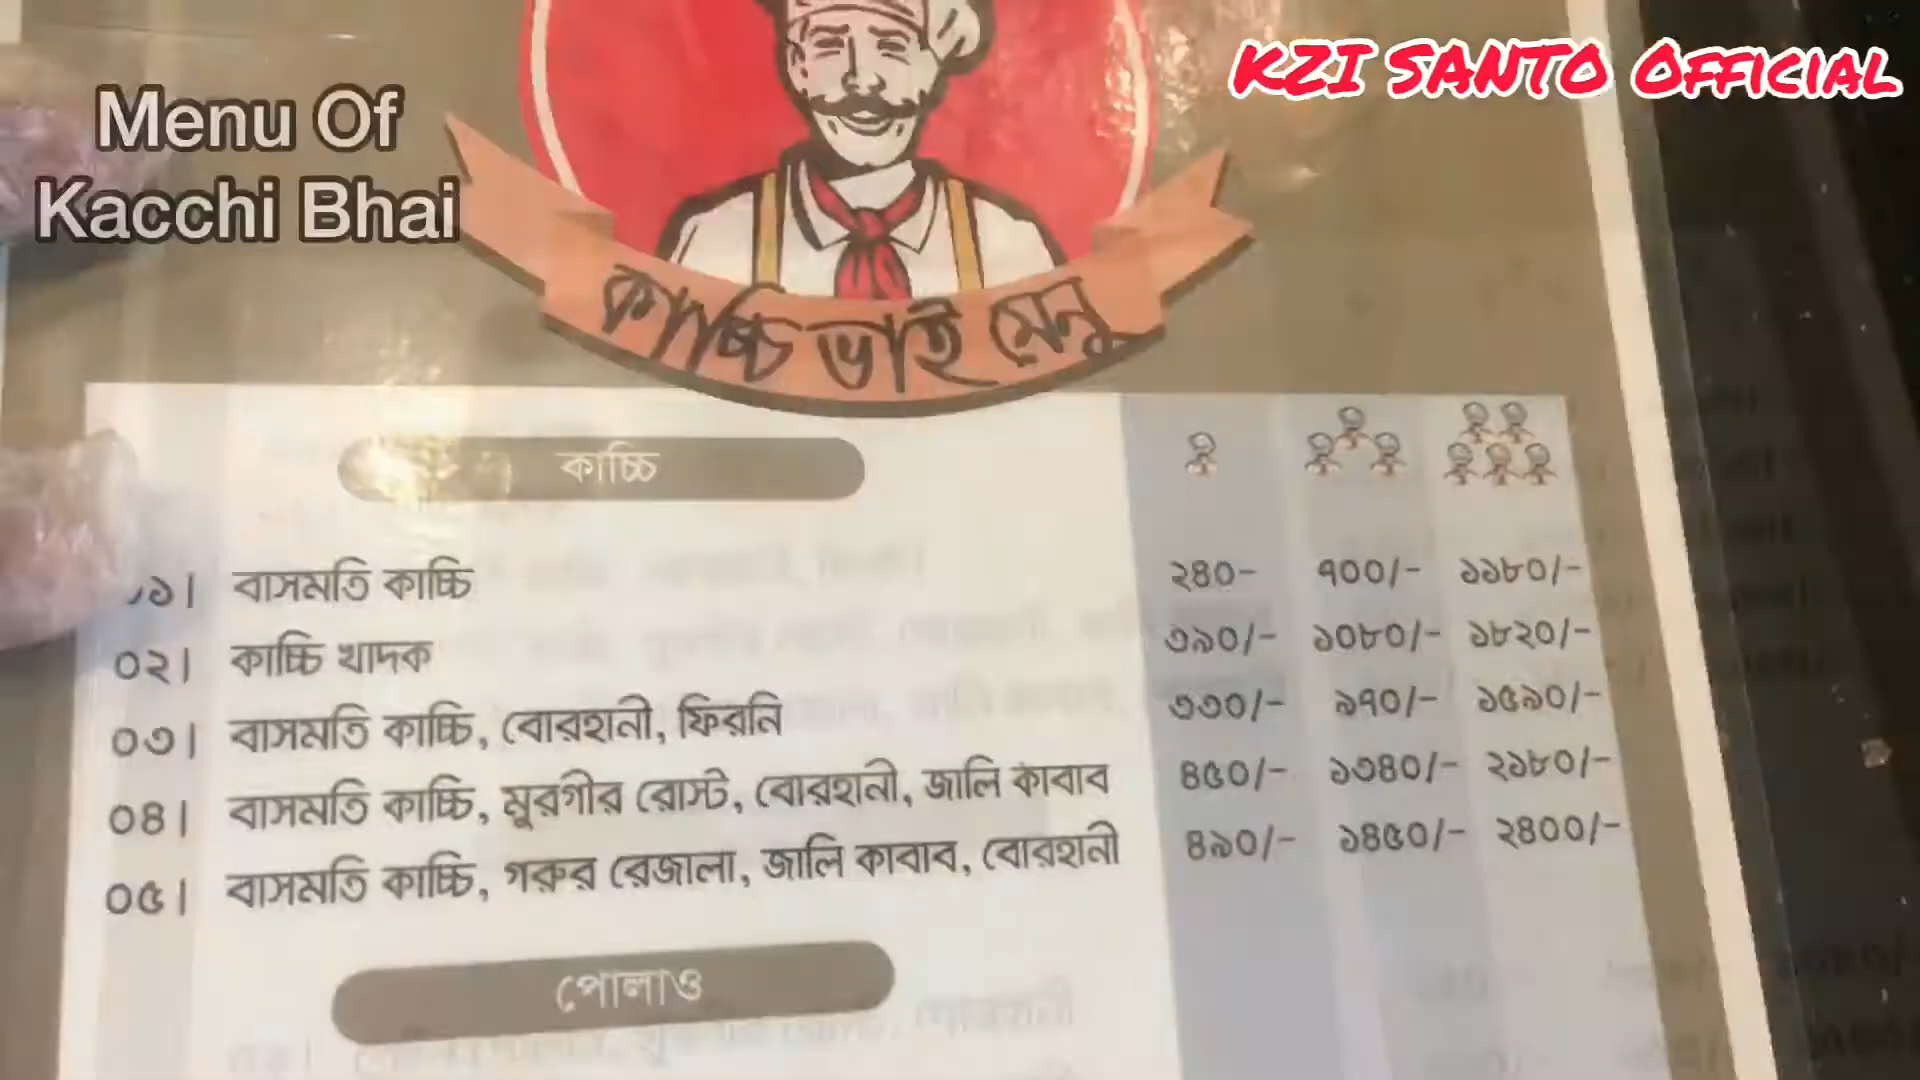 KZI SANTO OFFICIAL
Menu Of
Kacchi Bhai
কাচ্চি ভাই মেনু
কাচ্চি
০১। বাসমতি কাচ্চি ২৪০- ৭০০/- ১১৮০/-
০২। কাচ্চি খাদক ৩৯০/- ১০৮০/- ১৮২০/-
০৩। বাসমতি কাচ্চি, বোরহানী, ফিরনি ৩৩০/- ৯৭০/- ১৫৯০/-
০৪। বাসমতি কাচ্চি, মুরগীর রোস্ট, বোরহানী, জালি কাবাব ৪৫০/- ১৩৪০/- ২১৮০/-
০৫। বাসমতি কাচ্চি, গরুর রেজালা, জালি কাবাব, বোরহানী ৪৯০/- ১৪৫০/- ২৪০০/-
পোলাও